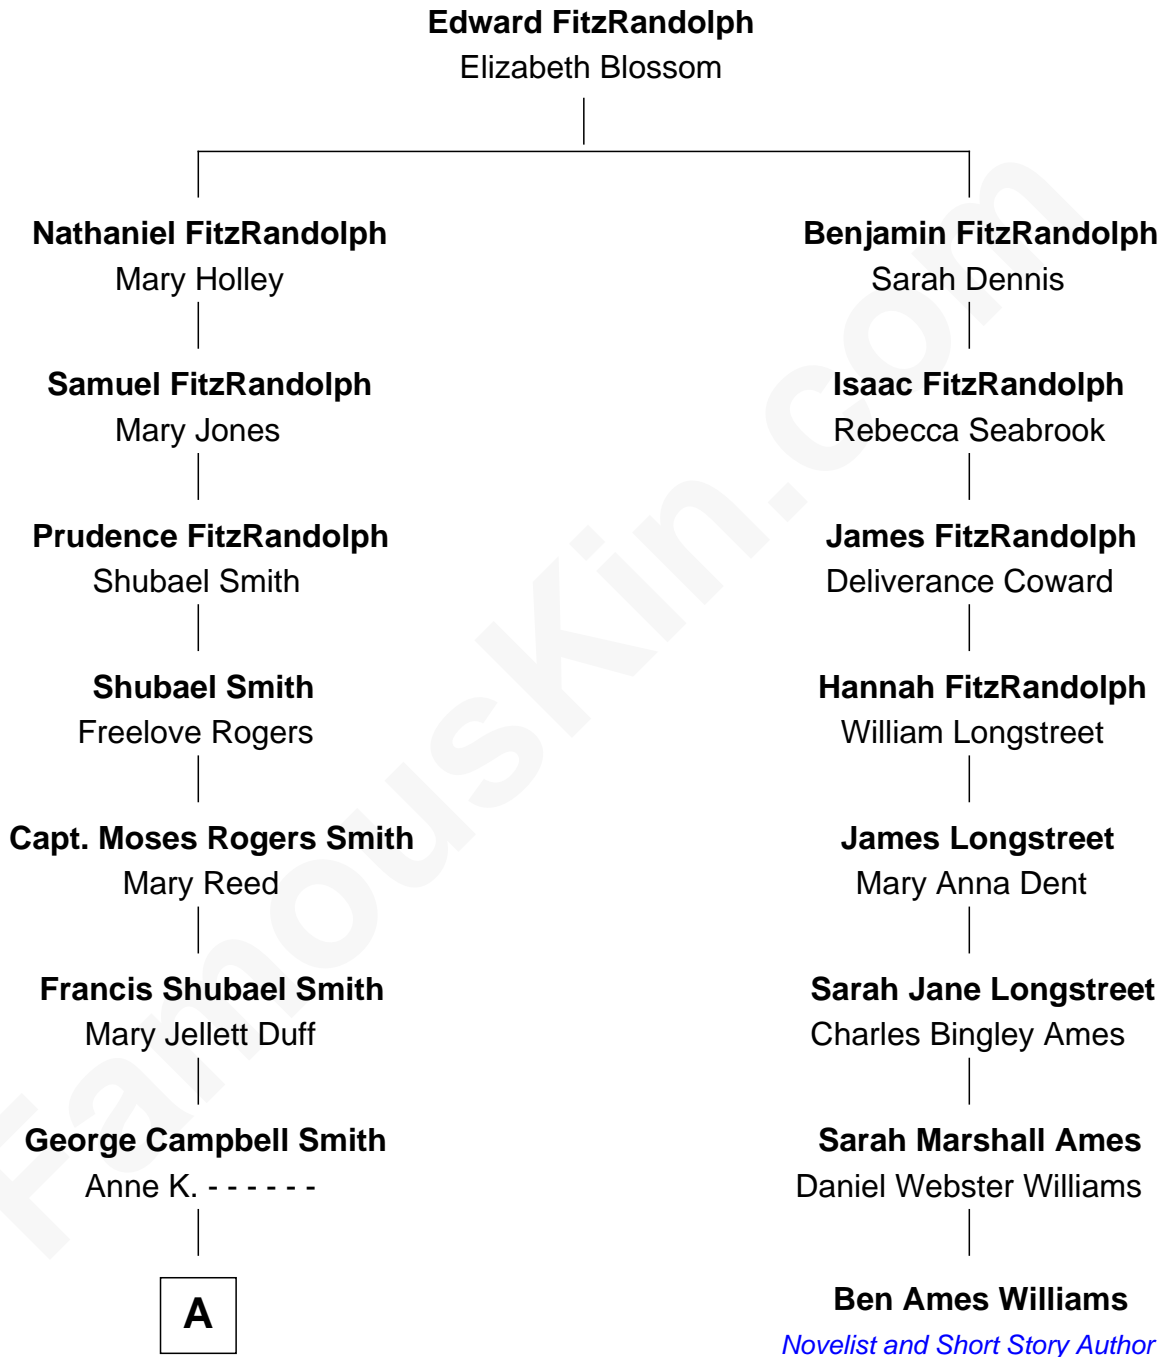 Edward FitzRandolph
Elizabeth Blossom
Nathaniel FitzRandolph
Mary Holley
Samuel FitzRandolph
Mary Jones
Prudence FitzRandolph
Shubael Smith
Shubael Smith
Freelove Rogers
Capt. Moses Rogers Smith
Mary Reed
Francis Shubael Smith
Mary Jellett Duff
George Campbell Smith
Anne K. - - - - - -
A
Benjamin FitzRandolph
Sarah Dennis
Isaac FitzRandolph
Rebecca Seabrook
James FitzRandolph
Deliverance Coward
Hannah FitzRandolph
William Longstreet
James Longstreet
Mary Anna Dent
Sarah Jane Longstreet
Charles Bingley Ames
Sarah Marshall Ames
Daniel Webster Williams
Ben Ames Williams
Novelist and Short Story Author
FamousKin.com